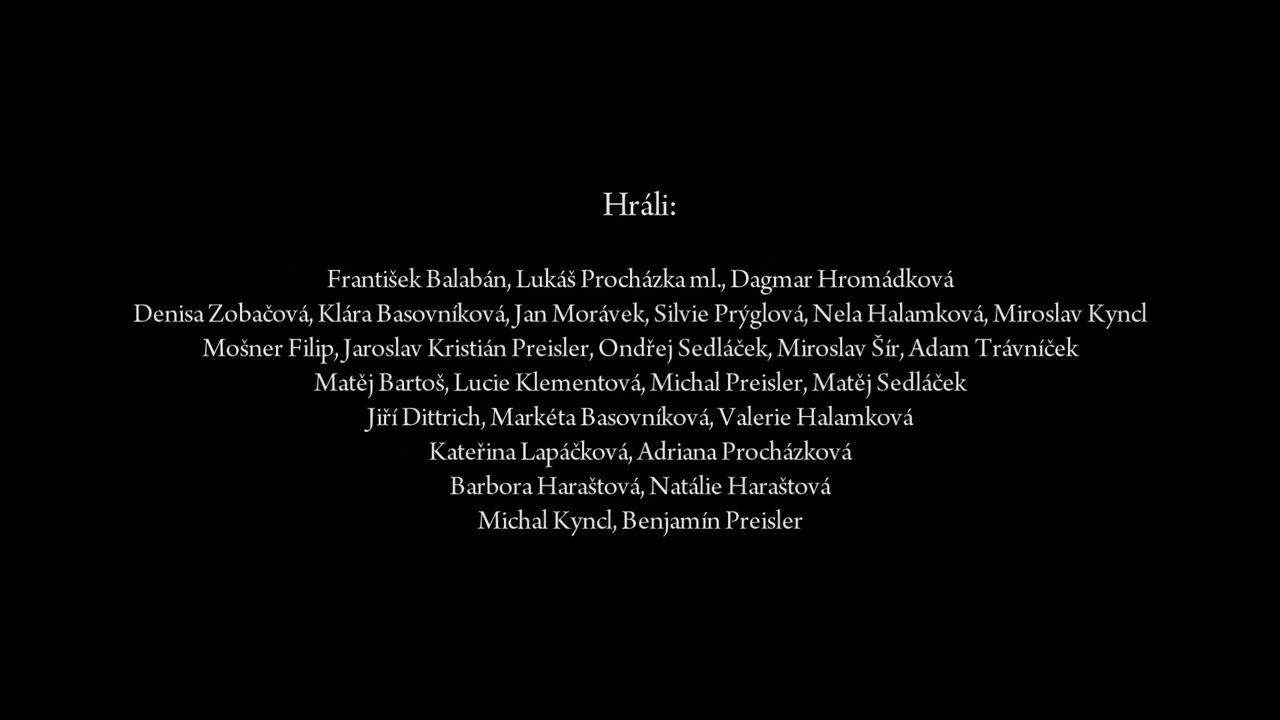 Hráli:
František Balabán, Lukáš Procházka ml., Dagmar Hromádková
Denisa Zobačová, Klára Basovníková, Jan Morávek, Silvie Prýglová, Nela Halamková, Miroslav Kyncl
Mošner Filip, Jaroslav Kristián Preisler, Ondřej Sedláček, Miroslav Šír, Adam Trávníček
Matěj Bartoš, Lucie Klementová, Michal Preisler, Matěj Sedláček
Jiří Dittrich, Markéta Basovníková, Valerie Halamková
Kateřina Lapáčková, Adriana Procházková
Barbora Haraštová, Natálie Haraštová
Michal Kyncl, Benjamín Preisler